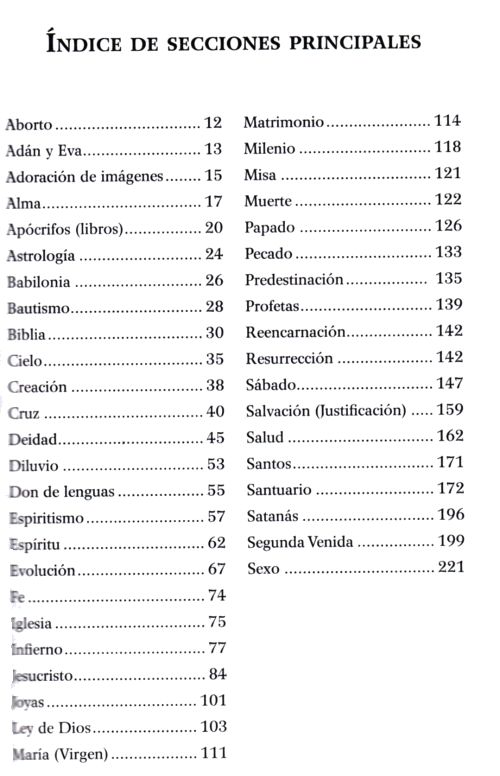 ÍNDICE DE SECCIONES PRINCIPALES
Aborto ................................ 12
Adán y Eva.......................... 13
Adoración de imágenes........ 15
Alma................................... 17
Apócrifos (libros)................. 20
Astrología ........................... 24
Babilonia ............................ 26
Bautismo............................. 28
Biblia.................................. 30
Cielo................................... 35
Creación ............................. 38
Cruz ................................... 40
Deidad................................ 45
Diluvio ............................... 53
Don de lenguas ................... 55
Espiritismo.......................... 57
Espíritu ............................... 62
Evolución............................ 67
Fe ....................................... 74
Iglesia ................................. 75
Infierno............................... 77
Jesucristo............................. 84
Joyas ................................. 101
Ley de Dios....................... 103
María (Virgen) ................... 111
Matrimonio....................... 114
Milenio ............................. 118
Misa ................................. 121
Muerte .............................. 122
Papado ............................. 126
Pecado .............................. 133
Predestinación.................. 135
Profetas............................. 139
Reencarnación................... 142
Resurrección ..................... 142
Sábado.............................. 147
Salvación (Justificación) ..... 159
Salud ................................ 162
Santos............................... 171
Santuario .......................... 172
Satanás ............................. 196
Segunda Venida ................. 199
Sexo ................................. 221